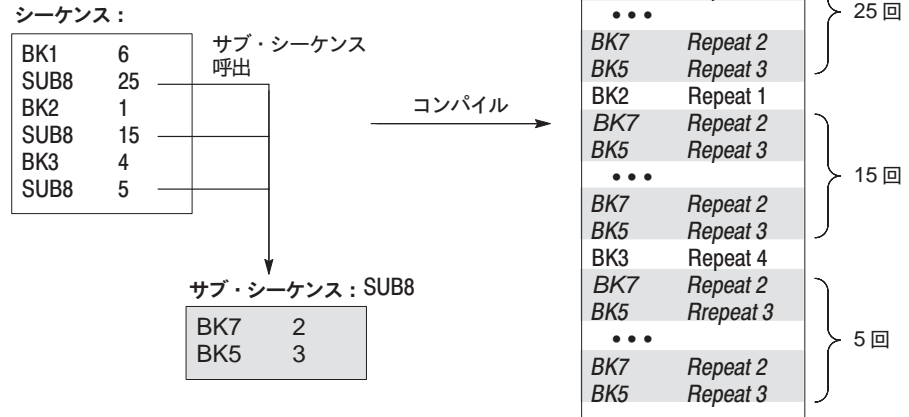 シーケンス：
BK1 6
SUB8 25
BK2 1
SUB8 15
BK3 4
SUB8 5
サブ・シーケンス
呼出
サブ・シーケンス：SUB8
BK7 2
BK5 3
コンパイル
•••
BK7 Repeat 2
BK5 Repeat 3
25 回
BK2 Repeat 1
BK7 Repeat 2
BK5 Repeat 3
•••
BK7 Repeat 2
BK5 Repeat 3
15 回
BK3 Repeat 4
BK7 Repeat 2
BK5 Rrepeat 3
•••
BK7 Repeat 2
BK5 Repeat 3
5 回